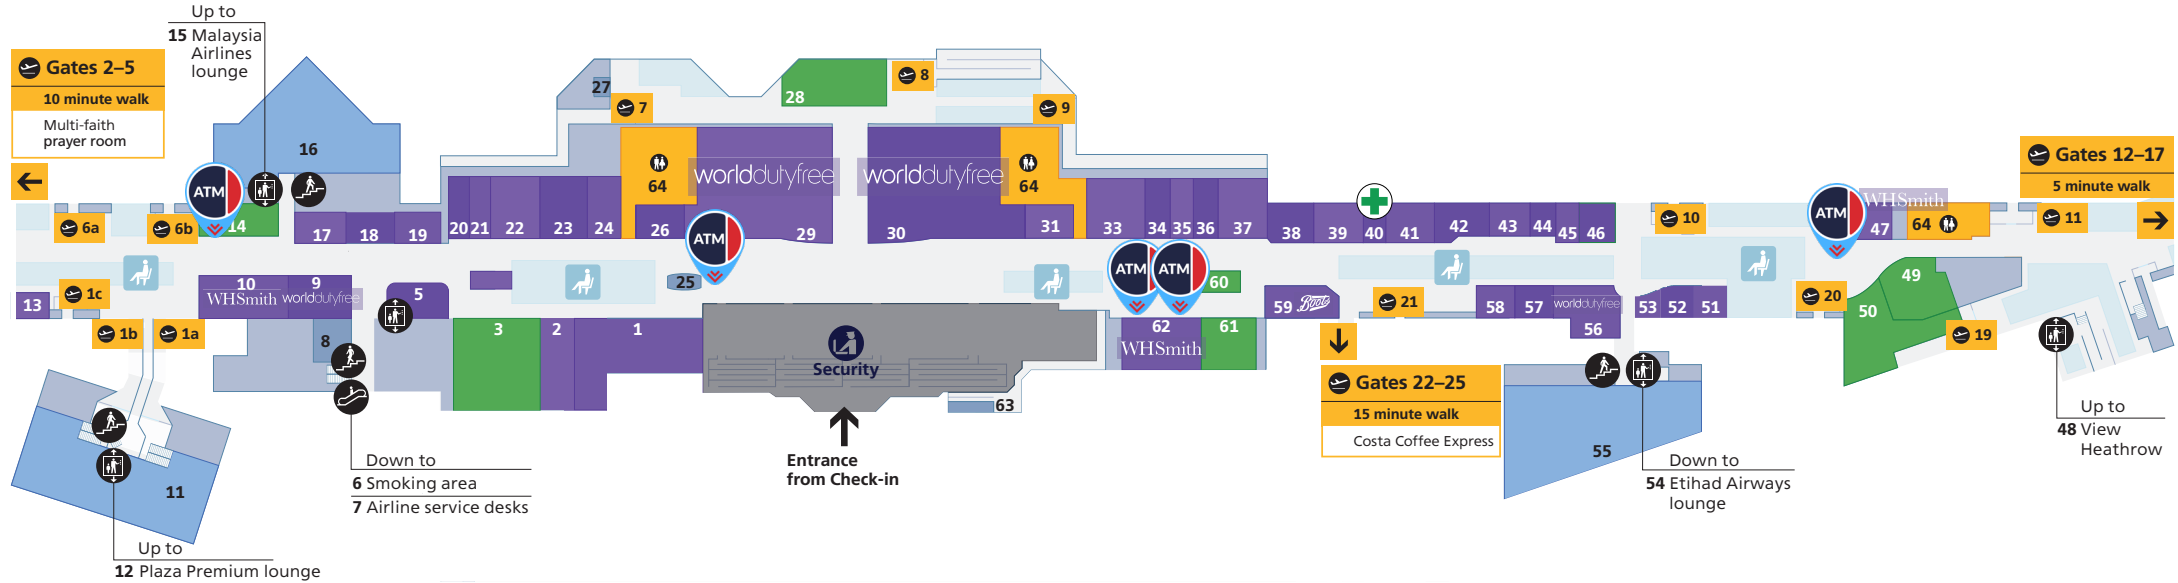 Up to
15 Malaysia
Airlines
lounge
Gates 2–5
10 minute walk
Multi-faith
prayer room
16
ATM
14
6a
6b
17
18
19
27
7
28
8
9
64
worlddutyfree
worlddutyfree
64
20
21
22
23
24
26
ATM
29
30
31
33
34
35
36
37
38
39
40
41
42
43
44
45
46
10
ATM
WHSmith
47
64
11
Gates 12–17
5 minute walk
13
1c
1b
1a
10
WHSmith
9
worlddutyfree
5
8
3
2
1
25
Security
63
ATM
ATM
60
62
WHSmith
61
59
Boots
21
58
57
worlddutyfree
56
53
52
51
20
50
49
19
Gates 22–25
15 minute walk
Costa Coffee Express
55
Entrance
from Check-in
11
Down to
6 Smoking area
7 Airline service desks
Up to
12 Plaza Premium lounge
Down to
54 Etihad Airways
lounge
Up to
48 View
Heathrow